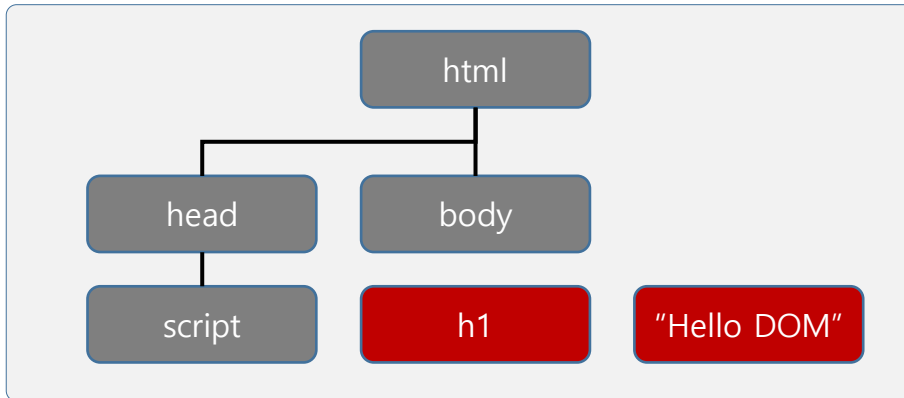 html
head
body
script
h1
“Hello DOM”